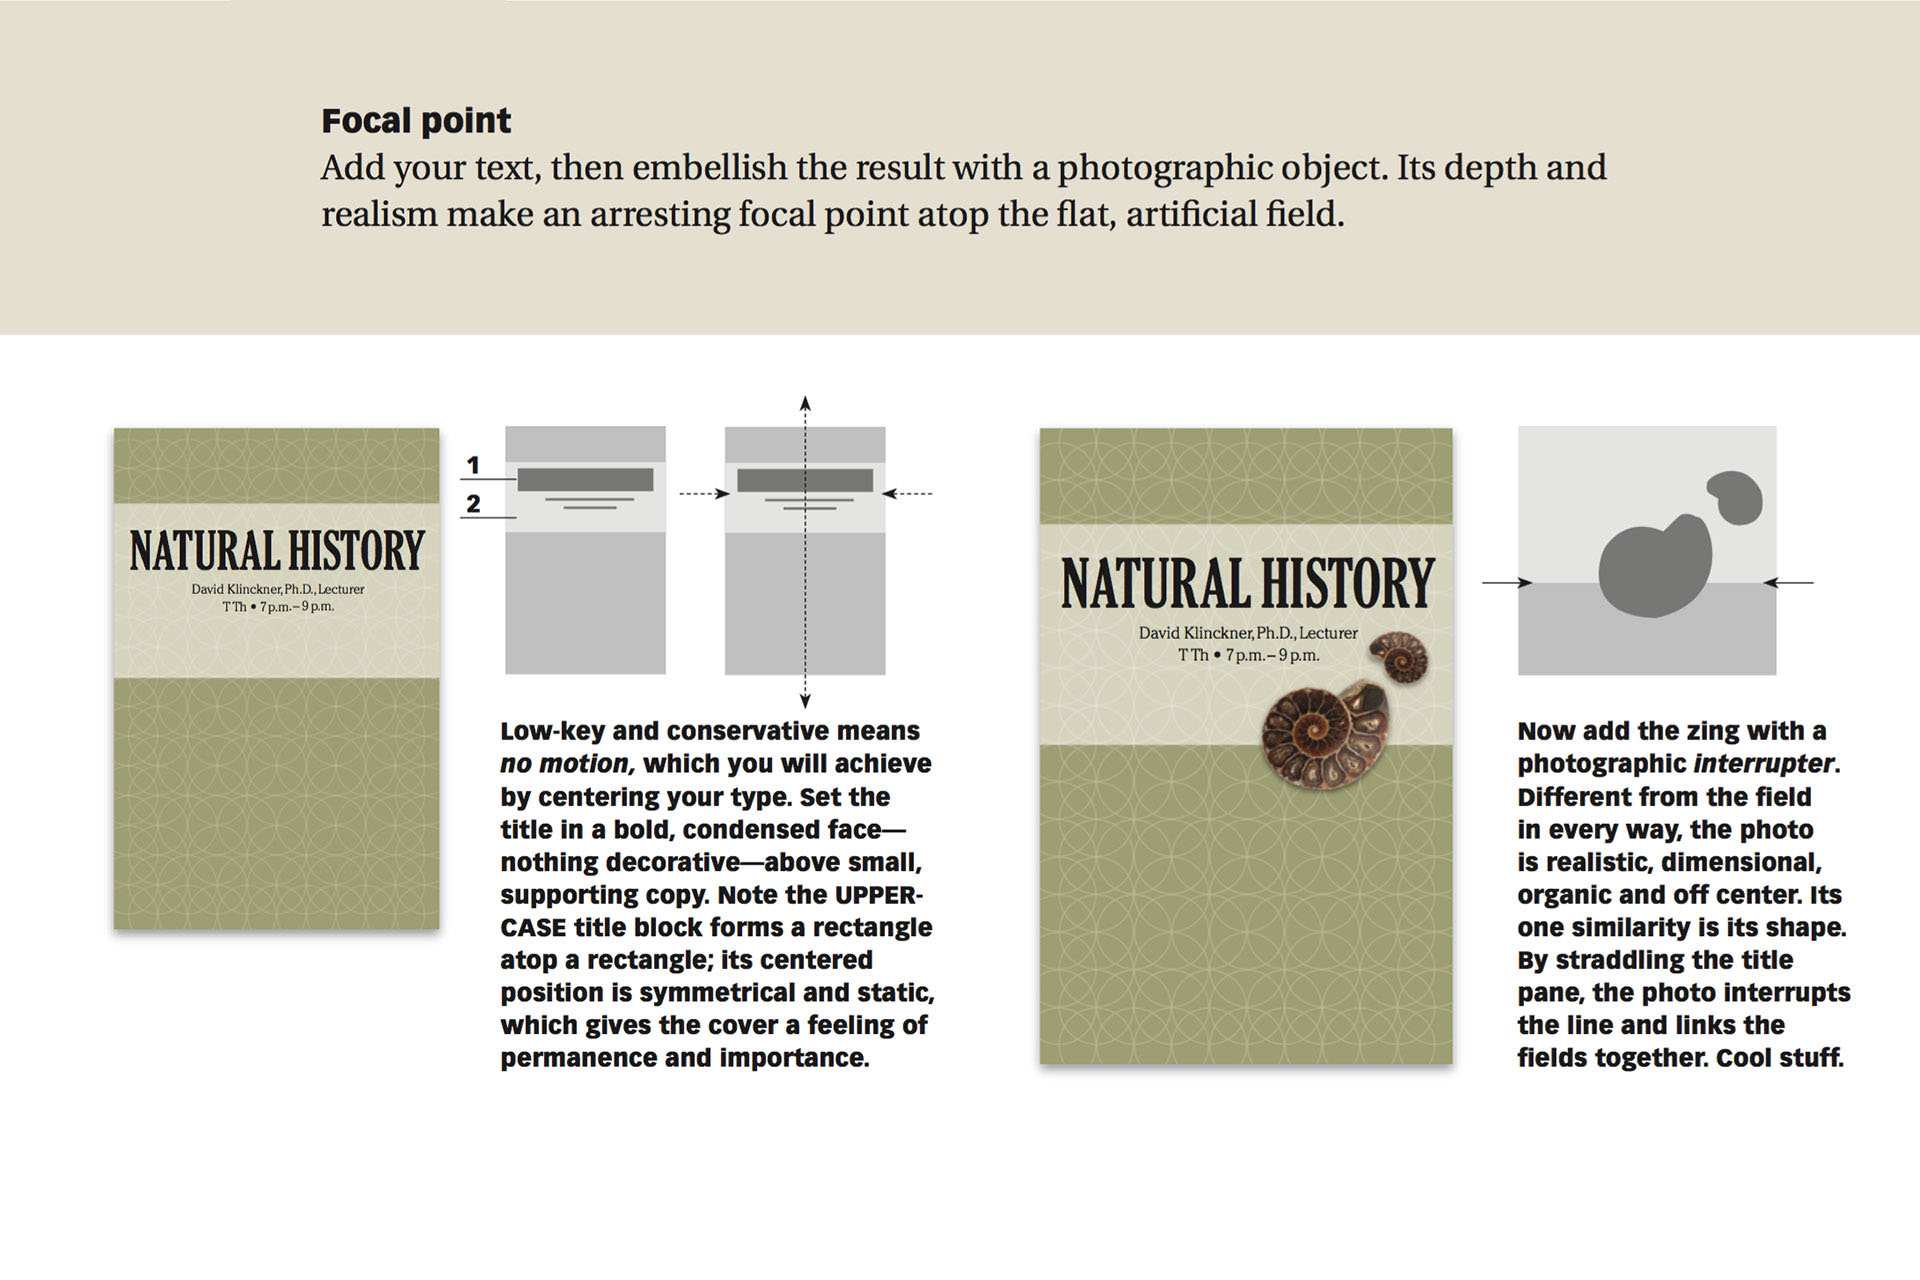 Focal point
Add your text, then embellish the result with a photographic object. Its depth and
realism make an arresting focal point atop the flat, artificial field.
NATURAL HISTORY
David Klinckner, Ph.D., Lecturer
T Th • 7 p.m. – 9 p.m.
1
2
Low-key and conservative means
no motion, which you will achieve
by centering your type. Set the
title in a bold, condensed face—
nothing decorative—above small,
supporting copy. Note the UPPER-
CASE title block forms a rectangle
atop a rectangle; its centered
position is symmetrical and static,
which gives the cover a feeling of
permanence and importance.
NATURAL HISTORY
David Klinckner, Ph.D., Lecturer
T Th • 7 p.m. – 9 p.m.
Now add the zing with a
photographic interrupter.
Different from the field
in every way, the photo
is realistic, dimensional,
organic and off center. Its
one similarity is its shape.
By straddling the title
pane, the photo interrupts
the line and links the
fields together. Cool stuff.